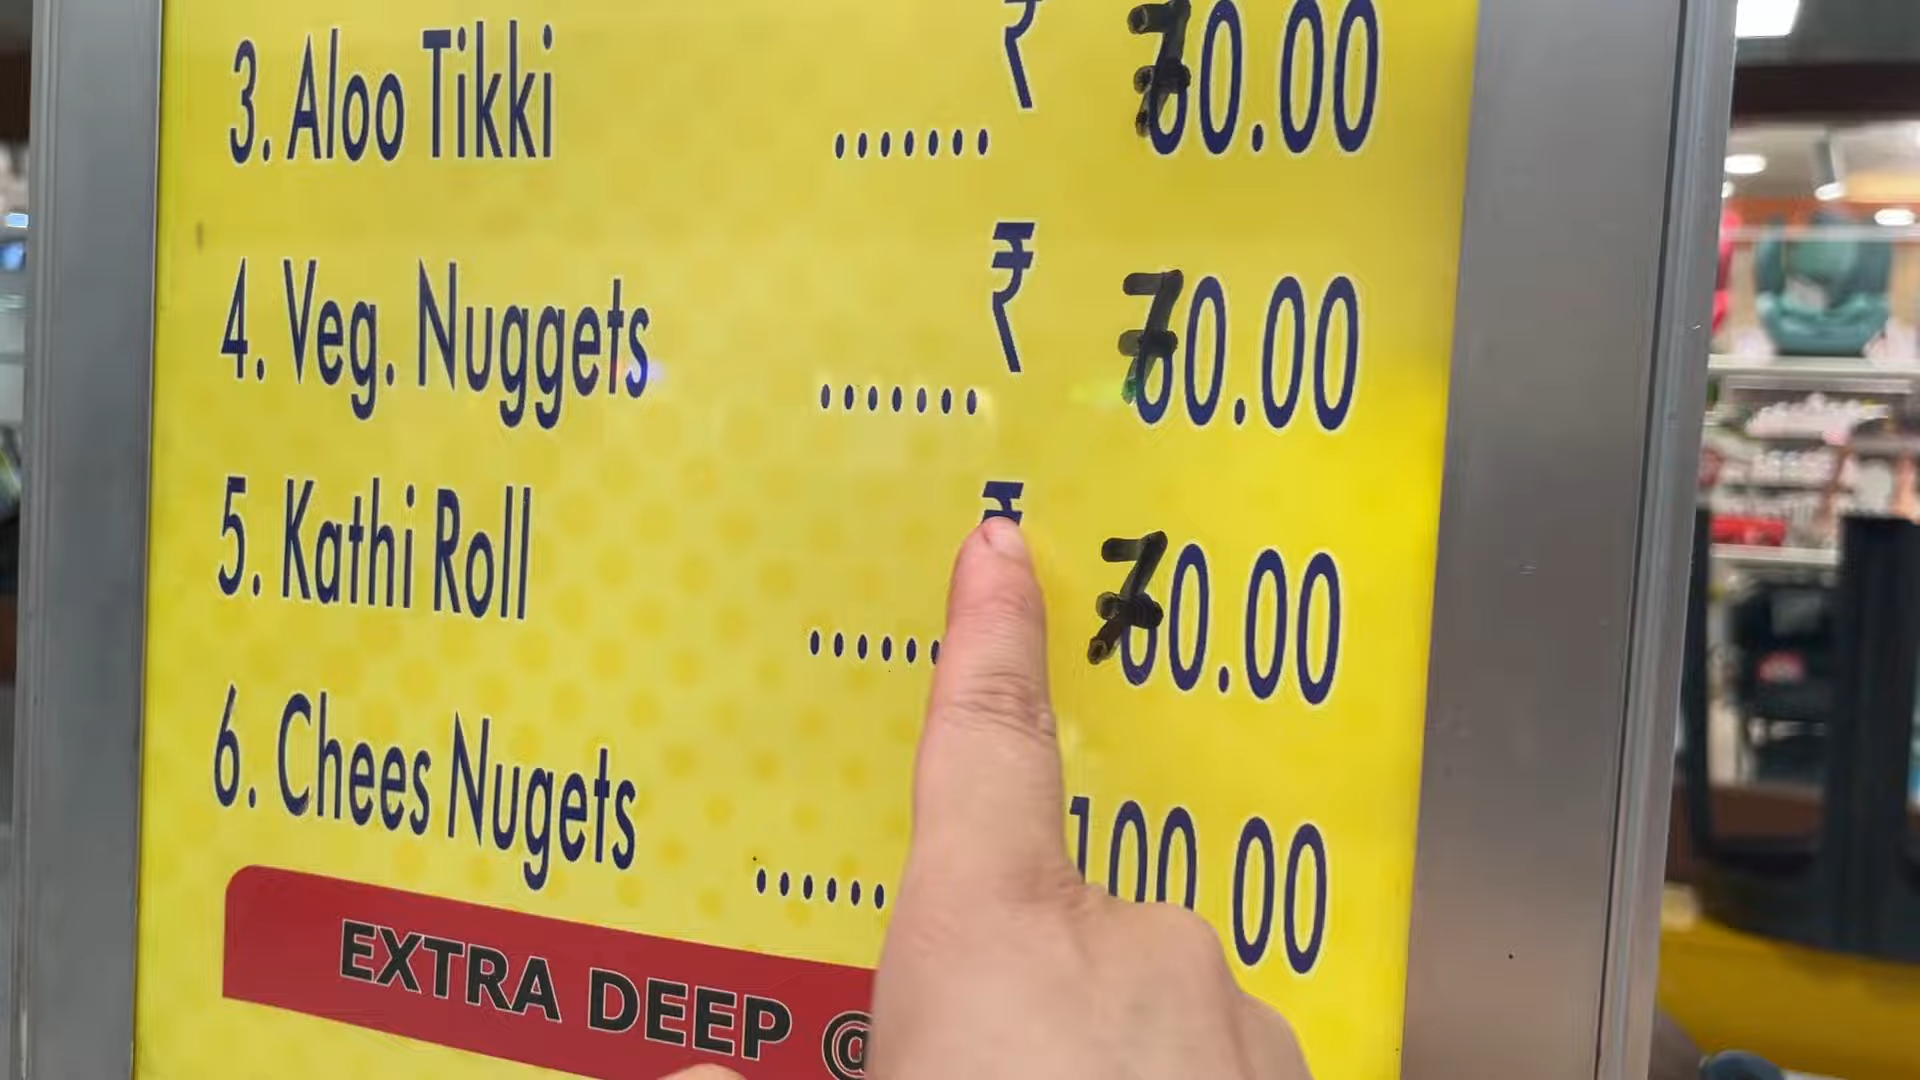 3. Aloo Tikki ....... ₹ 70.00
4. Veg. Nuggets ....... ₹ 70.00
5. Kathi Roll ...... ₹ 70.00
6. Chees Nugets ...... 100.00
EXTRA DEEP @